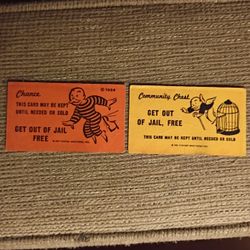 Chance
© 1936
THIS CARD MAY BE KEPT
UNTIL NEEDED OR SOLD
GET OUT OF JAIL
FREE
Community Chest
GET OUT
OF JAIL, FREE
THIS CARD MAY BE KEPT UNTIL NEEDED OR SOLD